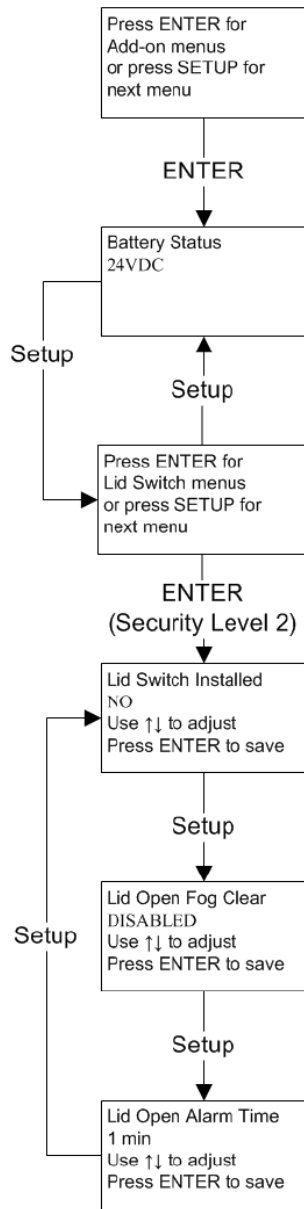 Press ENTER for
Add-on menus
or press SETUP for
next menu
ENTER
Battery Status
24VDC
Setup
Setup
Press ENTER for
Lid Switch menus
or press SETUP for
next menu
ENTER
(Security Level 2)
Lid Switch Installed
NO
Use ↑↓ to adjust
Press ENTER to save
Setup
Lid Open Fog Clear
DISABLED
Use ↑↓ to adjust
Press ENTER to save
Setup
Setup
Lid Open Alarm Time
1 min
Use ↑↓ to adjust
Press ENTER to save